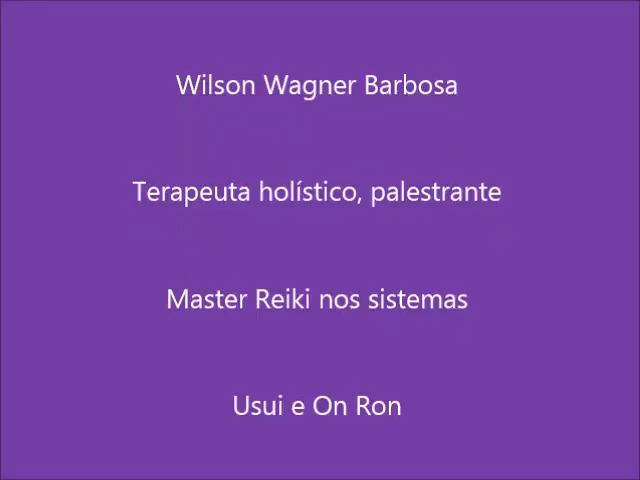 Wilson Wagner Barbosa
Terapeuta holístico, palestrante
Master Reiki nos sistemas
Usui e On Ron